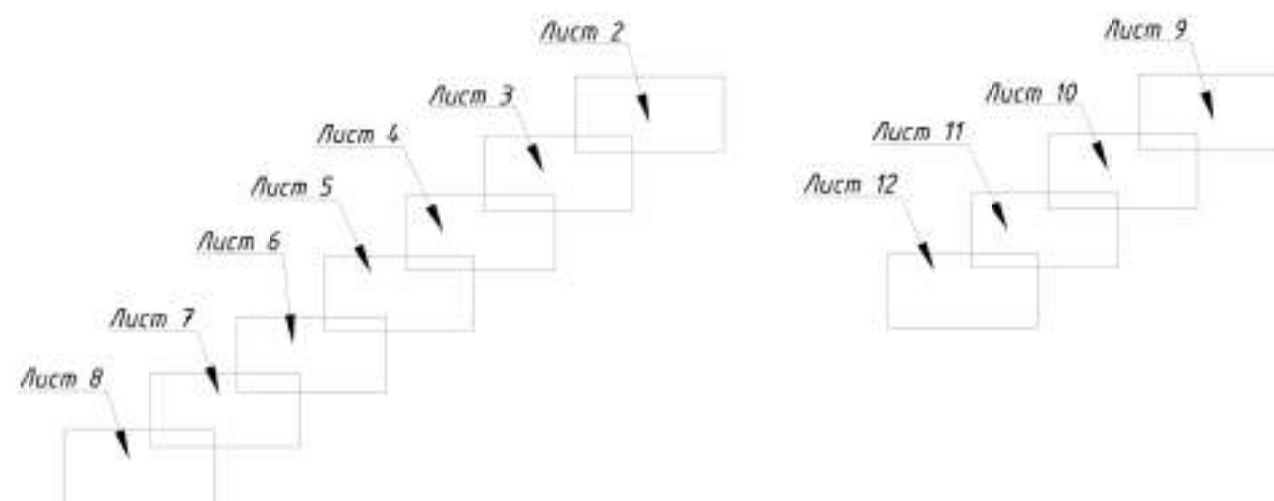 Лист 2
Лист 3
Лист 4
Лист 5
Лист 6
Лист 7
Лист 8
Лист 9
Лист 10
Лист 11
Лист 12